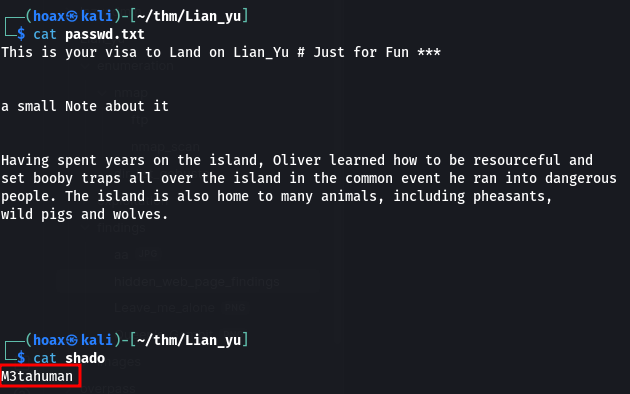 ┌──(hoax㉿kali)-[~/thm/Lian_yu]
└─$ cat passwd.txt
This is your visa to Land on Lian_Yu # Just for Fun ***
a small Note about it
Having spent years on the island, Oliver learned how to be resourceful and
set booby traps all over the island in the common event he ran into dangerous
people. The island is also home to many animals, including pheasants,
wild pigs and wolves.
┌──(hoax㉿kali)-[~/thm/Lian_yu]
└─$ cat shado
M3tahuman